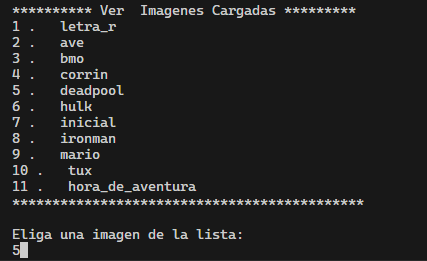 ********** Ver  Imagenes Cargadas *********
1 .   letra_r
2 .   ave
3 .   bmo
4 .   corrin
5 .   deadpool
6 .   hulk
7 .   inicial
8 .   ironman
9 .   mario
10 .   tux
11 .   hora_de_aventura
********************************************
Eliga una imagen de la lista:
5